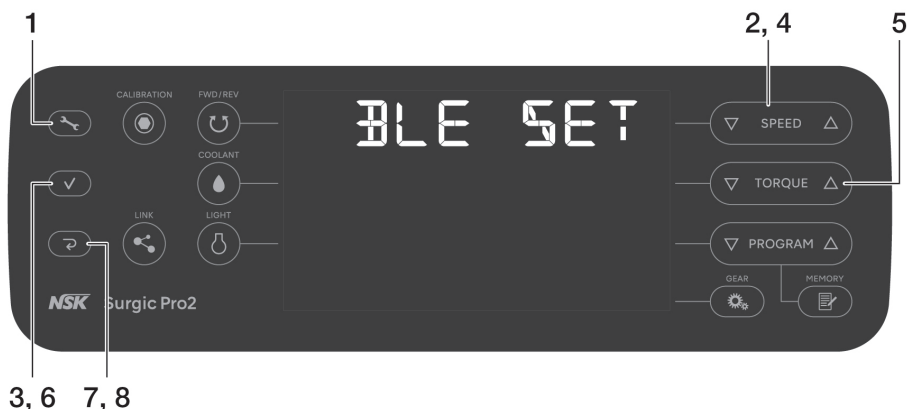 1
2, 4
5
CALIBRATION
FWD/REV
BLE SET
▽ SPEED △
COOLANT
▽ TORQUE △
LINK
LIGHT
▽ PROGRAM △
GEAR
MEMORY
NSK Surgic Pro2
3, 6
7, 8